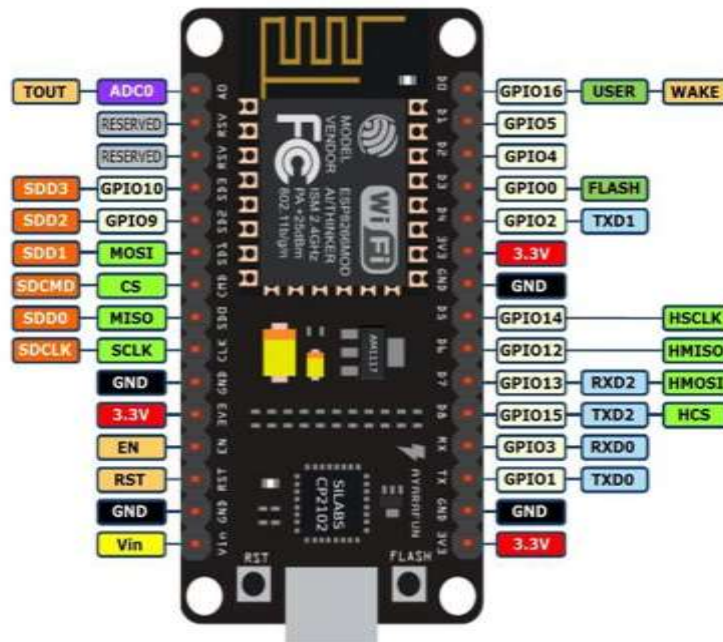 TOUT ADC0 A0 D0 GPIO16 USER WAKE
RESERVED RSV D1 GPIO5
RESERVED RSV D2 GPIO4
SDD3 GPIO10 SD3 D3 GPIO0 FLASH
SDD2 GPIO9 SD2 D4 GPIO2 TXD1
SDD1 MOSI SD1 3V3 3.3V
SDCMD CS CMD GND GND
SDD0 MISO SD0 D5 GPIO14 HSCLK
SDCLK SCLK CLK D6 GPIO12 HMISO
GND GND D7 GPIO13 RXD2 HMOSI
3.3V 3V3 D8 GPIO15 TXD2 HCS
EN EN RX GPIO3 RXD0
RST RST TX GPIO1 TXD0
GND GND GND GND
Vin Vin 3V3 3.3V
MODEL
VENDOR
ESP8266MOD
AI/THINKER
ISM 2.4GHz
PA +25dBm
802.11b/g/n
FC
WiFi
AM1117
SILABS
CP2102
AYARAFUN
RST
FLASH